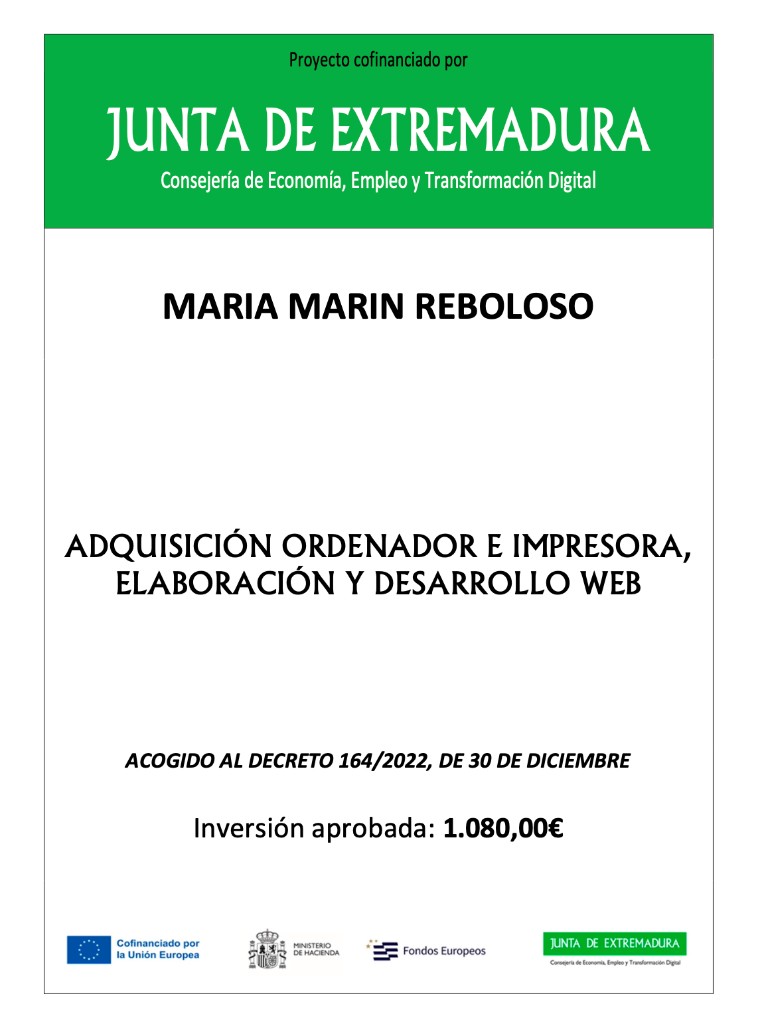 Proyecto cofinanciado por
JUNTA DE EXTREMADURA
Consejería de Economía, Empleo y Transformación Digital
MARIA MARIN REBOLOSO
ADQUISICIÓN ORDENADOR E IMPRESORA,
ELABORACIÓN Y DESARROLLO WEB
ACOGIDO AL DECRETO 164/2022, DE 30 DE DICIEMBRE
Inversión aprobada: 1.080,00€
Cofinanciado por
la Unión Europea
MINISTERIO
DE HACIENDA
Fondos Europeos
JUNTA DE EXTREMADURA
Consejería de Economía, Empleo y Transformación Digital